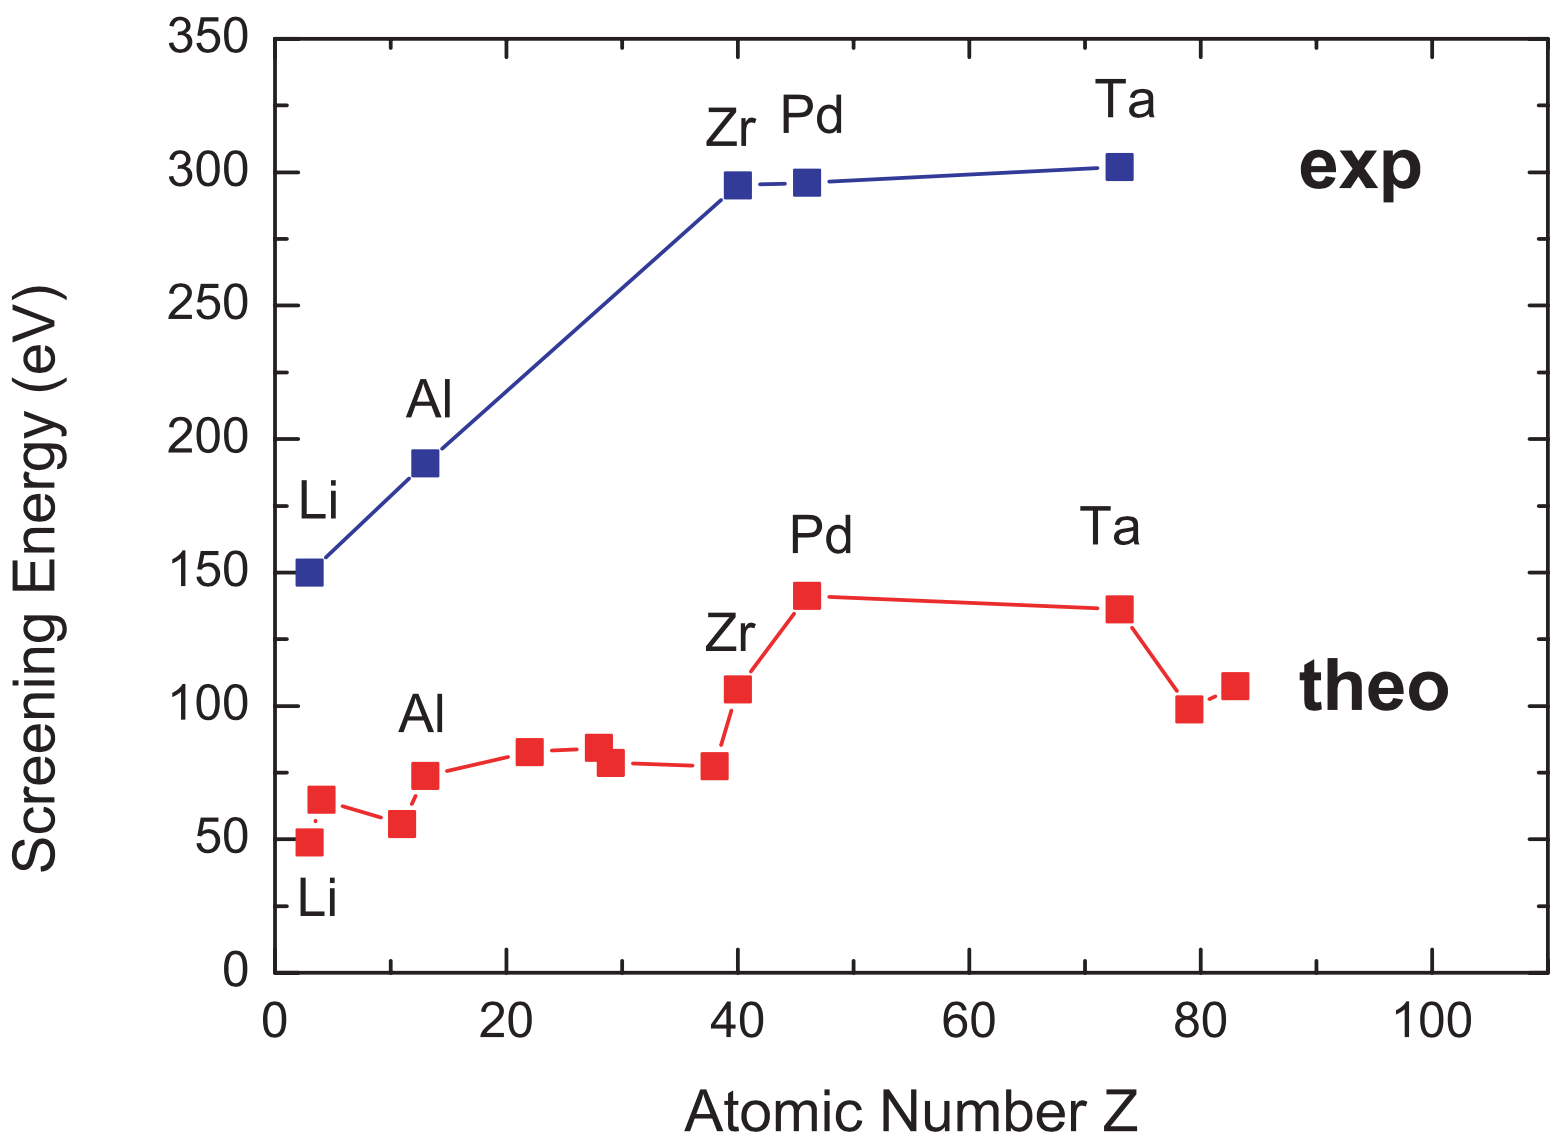 350
300
250
200
150
100
50
0
Screening Energy (eV)
Zr Pd Ta
exp
Al
Li
Pd Ta
Zr
theo
Al
Li
0 20 40 60 80 100
Atomic Number Z